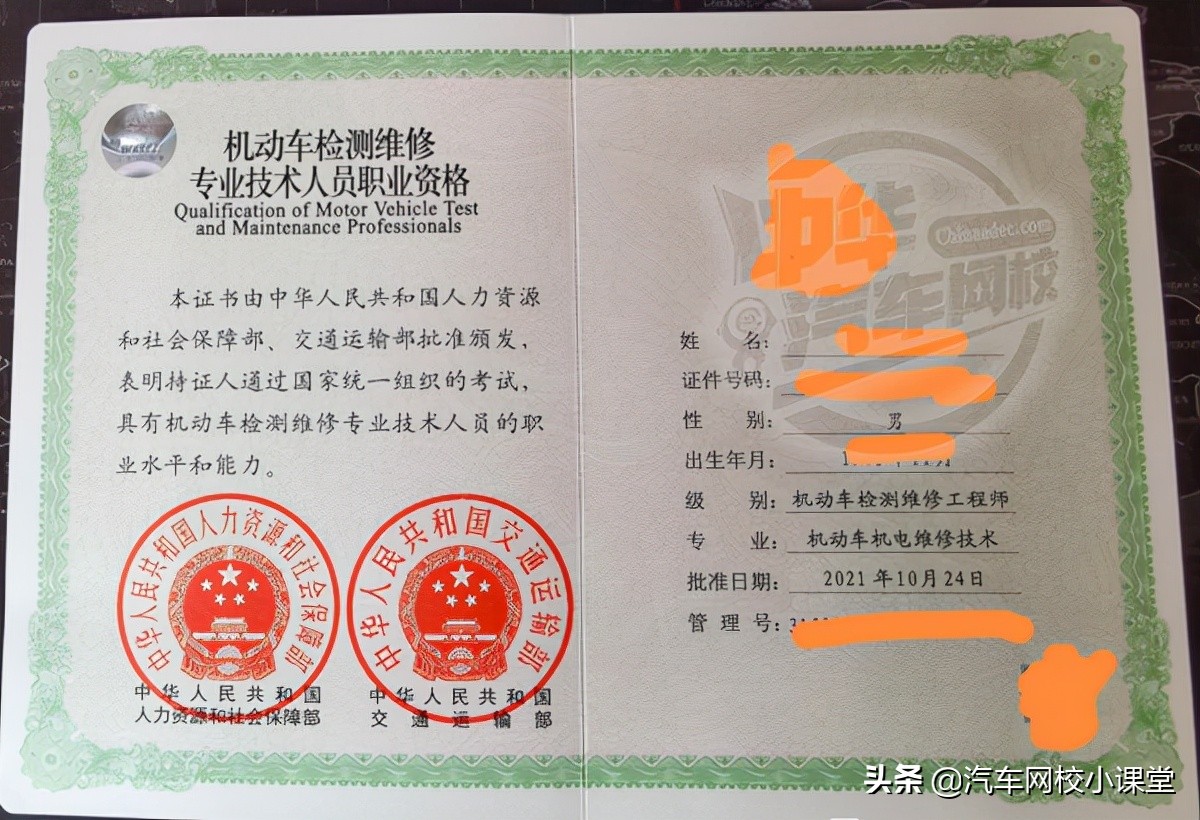 机动车检测维修
专业技术人员职业资格
Qualification of Motor Vehicle Test
and Maintenance Professionals
本证书由中华人民共和国人力资源
和社会保障部、交通运输部批准颁发，
表明持证人通过国家统一组织的考试，
具有机动车检测维修专业技术人员的职
业水平和能力。
中华人民共和国人力资源和社会保障部
中华人民共和国交通运输部
中华人民共和国
人力资源和社会保障部
中华人民共和国
交通运输部
中华
汽车网校
姓名：
证件号码：
性别：男
出生年月：
级别：机动车检测维修工程师
专业：机动车机电维修技术
批准日期：2021年10月24日
管理号：
头条 @汽车网校小课堂